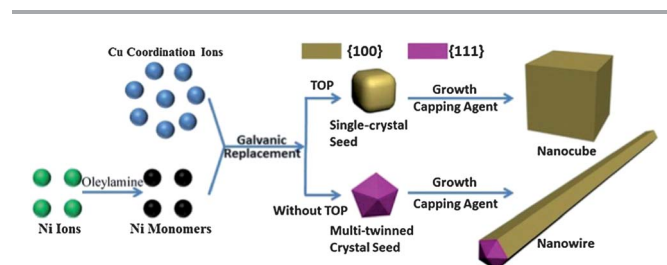 Cu Coordination Ions
{100}
{111}
TOP
Growth
Capping Agent
Single-crystal
Seed
Nanocube
Galvanic
Replacement
Oleylamine
Ni Ions
Ni Monomers
Without TOP
Multi-twinned
Crystal Seed
Growth
Capping Agent
Nanowire